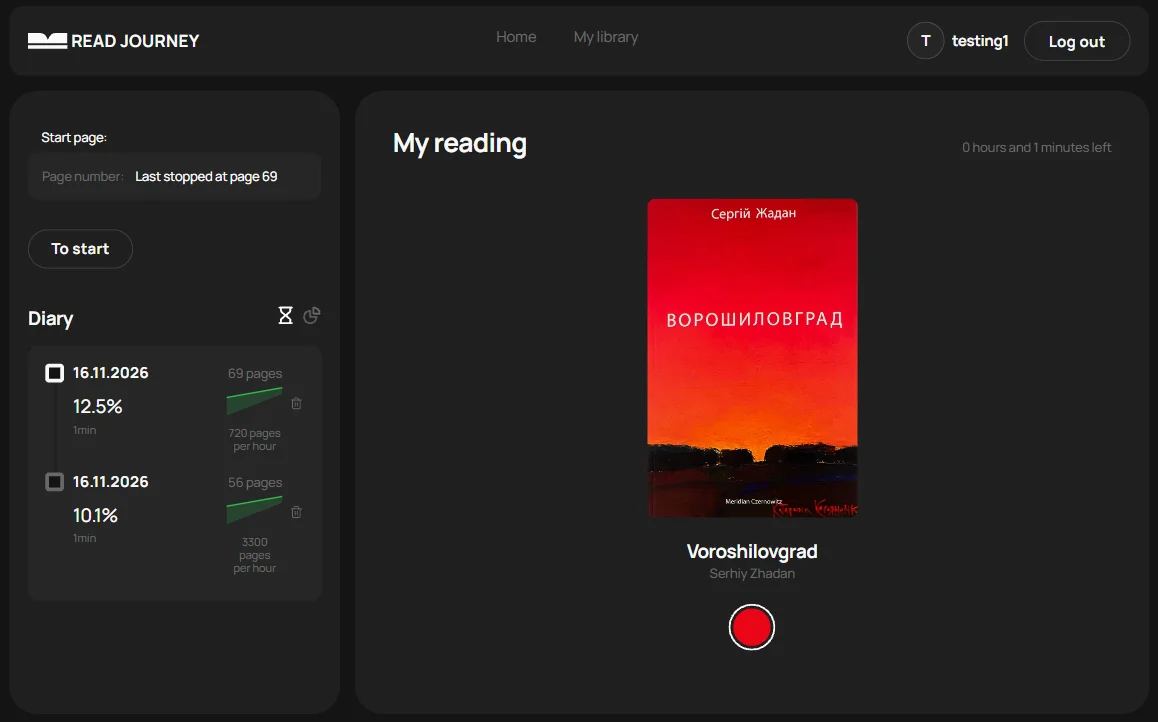 READ JOURNEY
Home
My library
T
testing1
Log out
Start page:
Page number: Last stopped at page 69
To start
Diary
16.11.2026
69 pages
12.5%
1min
720 pages
per hour
16.11.2026
56 pages
10.1%
1min
3300
pages
per hour
My reading
0 hours and 1 minutes left
Сергій Жадан
ВОРОШИЛОВГРАД
Meridian Czernowitz
Voroshilovgrad
Serhiy Zhadan